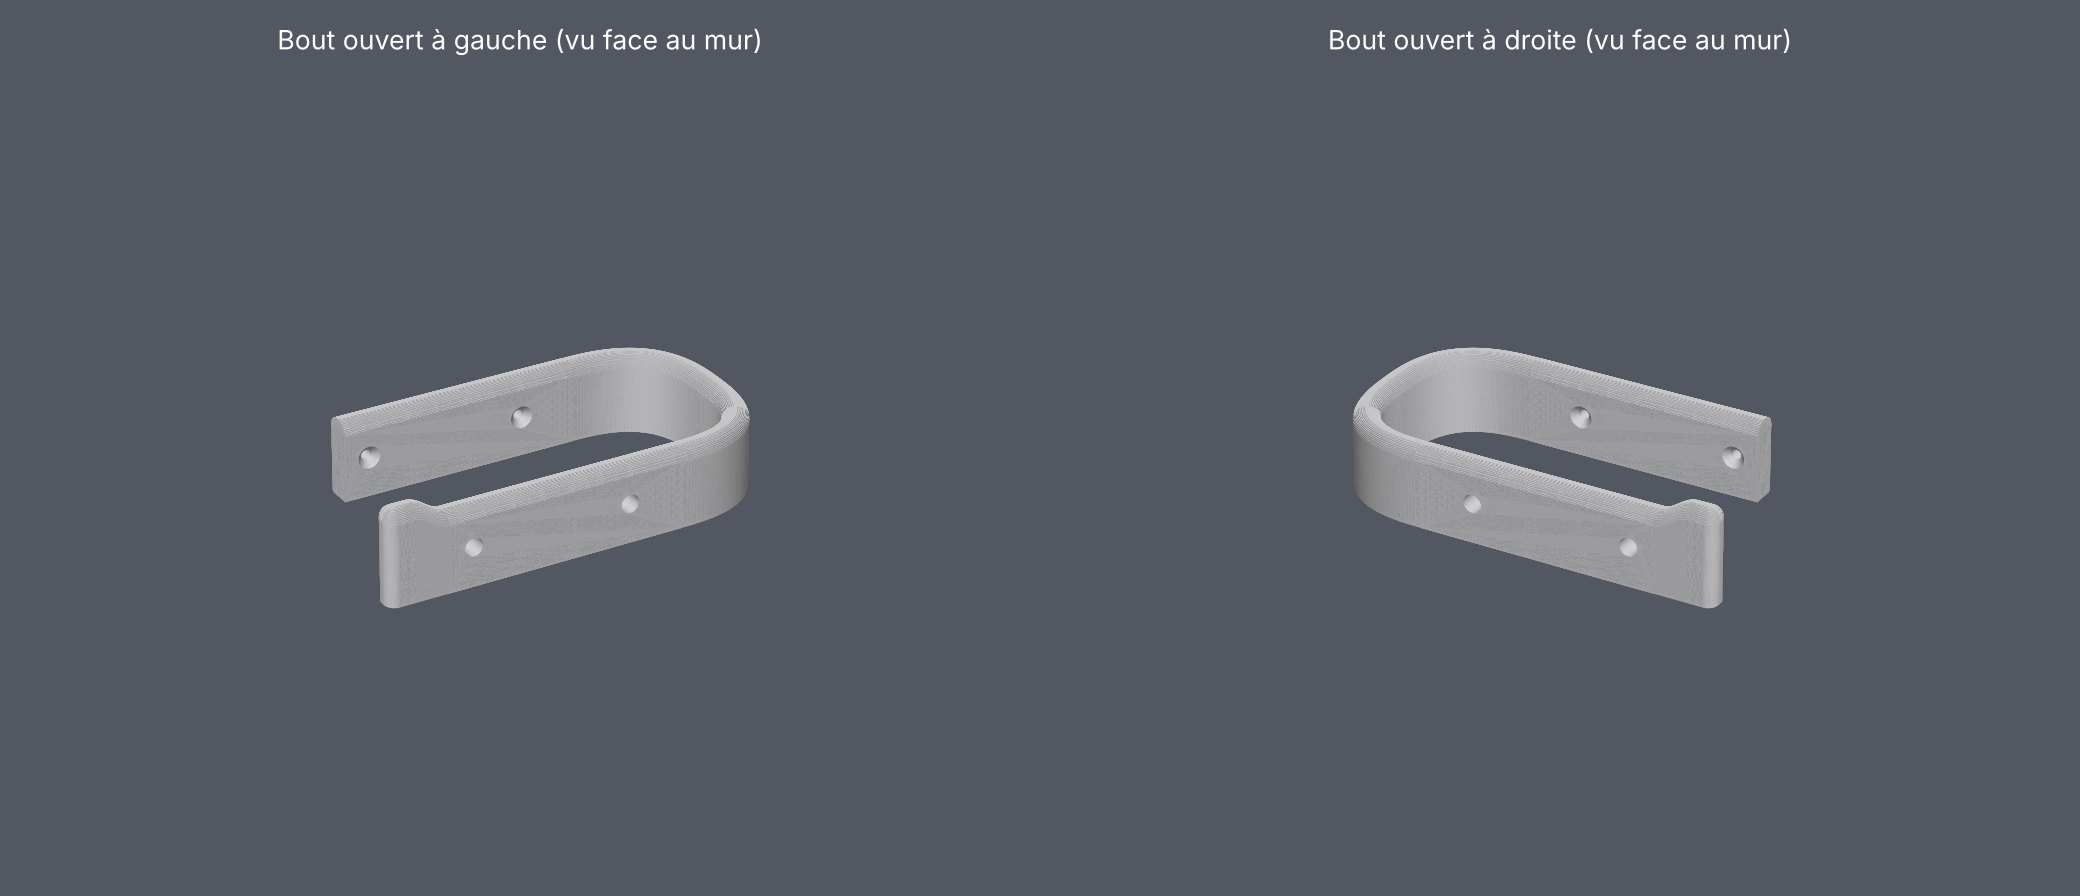 Bout ouvert à gauche (vu face au mur)
Bout ouvert à droite (vu face au mur)